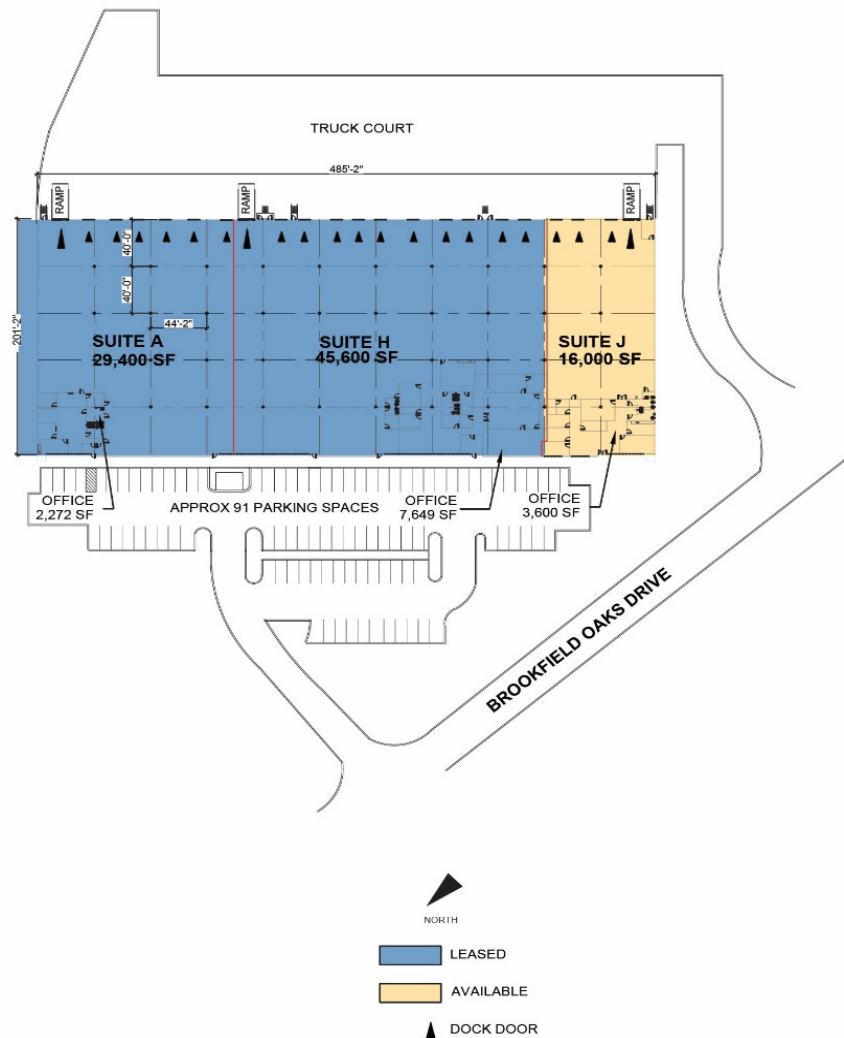 TRUCK COURT
485'-2"
RAMP
RAMP
RAMP
40'-0"
40'-0"
44'-2"
201'-2"
SUITE A
29,400 SF
SUITE H
45,600 SF
SUITE J
16,000 SF
OFFICE
2,272 SF
APPROX 91 PARKING SPACES
OFFICE
7,649 SF
OFFICE
3,600 SF
BROOKFIELD OAKS DRIVE
NORTH
LEASED
AVAILABLE
DOCK DOOR